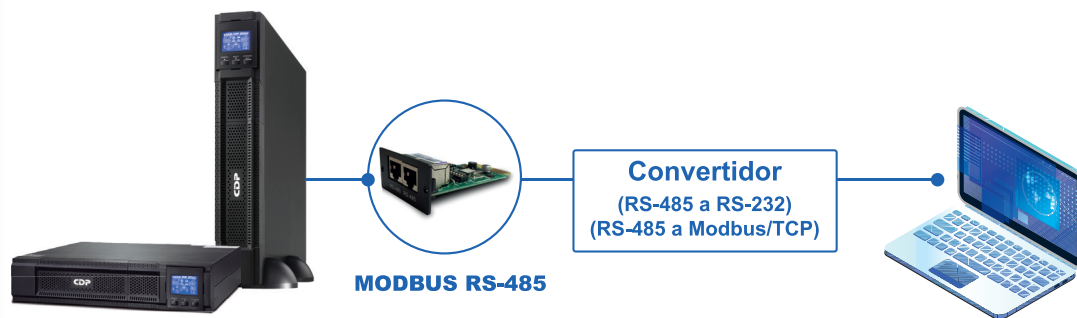 CDP
CDP
MODBUS RS-485
Convertidor
(RS-485 a RS-232)
(RS-485 a Modbus/TCP)